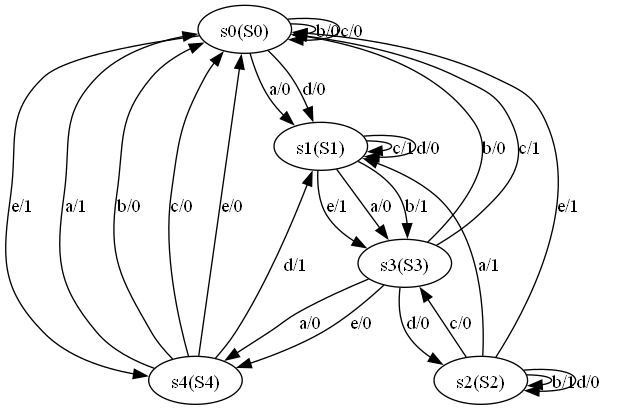 s0(S0)
b/0
c/0
a/0
d/0
s1(S1)
c/1
d/0
b/0
c/1
e/1
a/1
b/0
c/0
e/0
e/1
a/0
b/1
e/1
s3(S3)
d/1
a/1
a/0
e/0
d/0
c/0
s4(S4)
s2(S2)
b/1
d/0